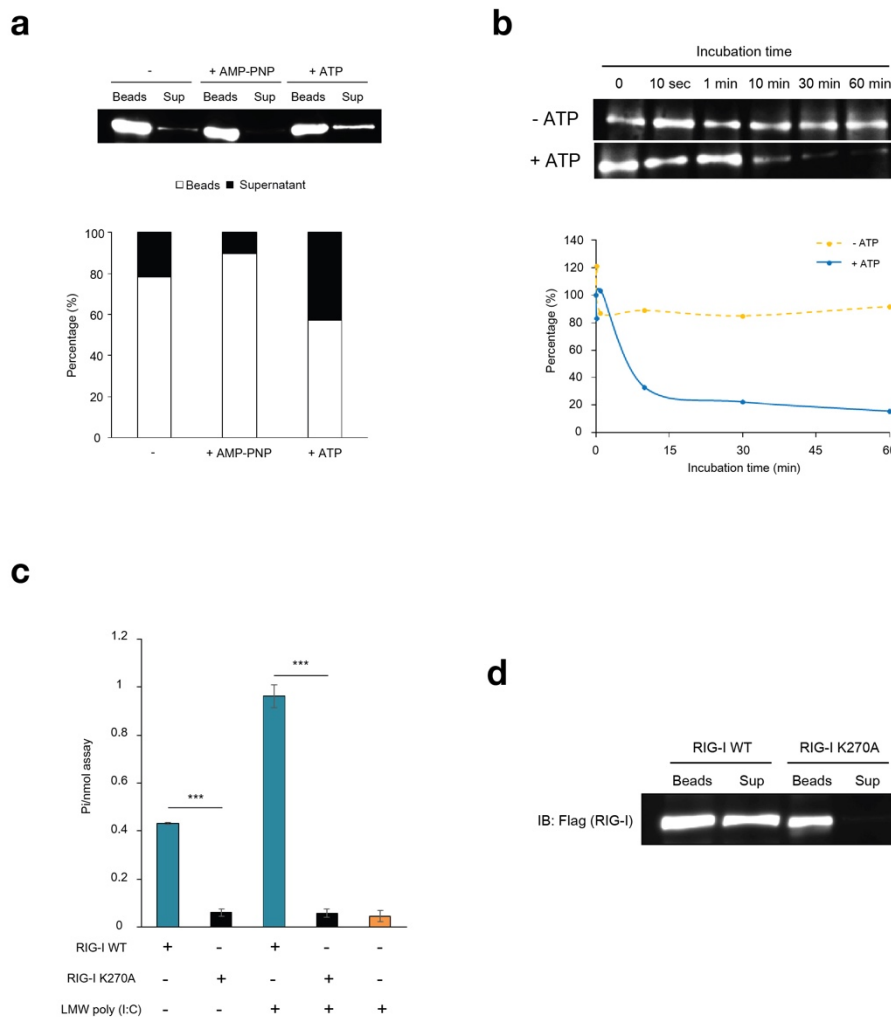 a
- + AMP-PNP + ATP
Beads Sup Beads Sup Beads Sup
Beads Supernatant
100
80
60
40
20
0
Percentage (%)
- + AMP-PNP + ATP
b
Incubation time
0 10 sec 1 min 10 min 30 min 60 min
- ATP
+ ATP
140
120
100
80
60
40
20
0
Percentage (%)
- ATP
+ ATP
0 15 30 45 60
Incubation time (min)
c
1.2
1
0.8
0.6
0.4
0.2
0
Pi/nmol assay
***
***
RIG-I WT + - + - -
RIG-I K270A - + - + -
LMW poly (I:C) - - + + +
d
RIG-I WT RIG-I K270A
Beads Sup Beads Sup
IB: Flag (RIG-I)